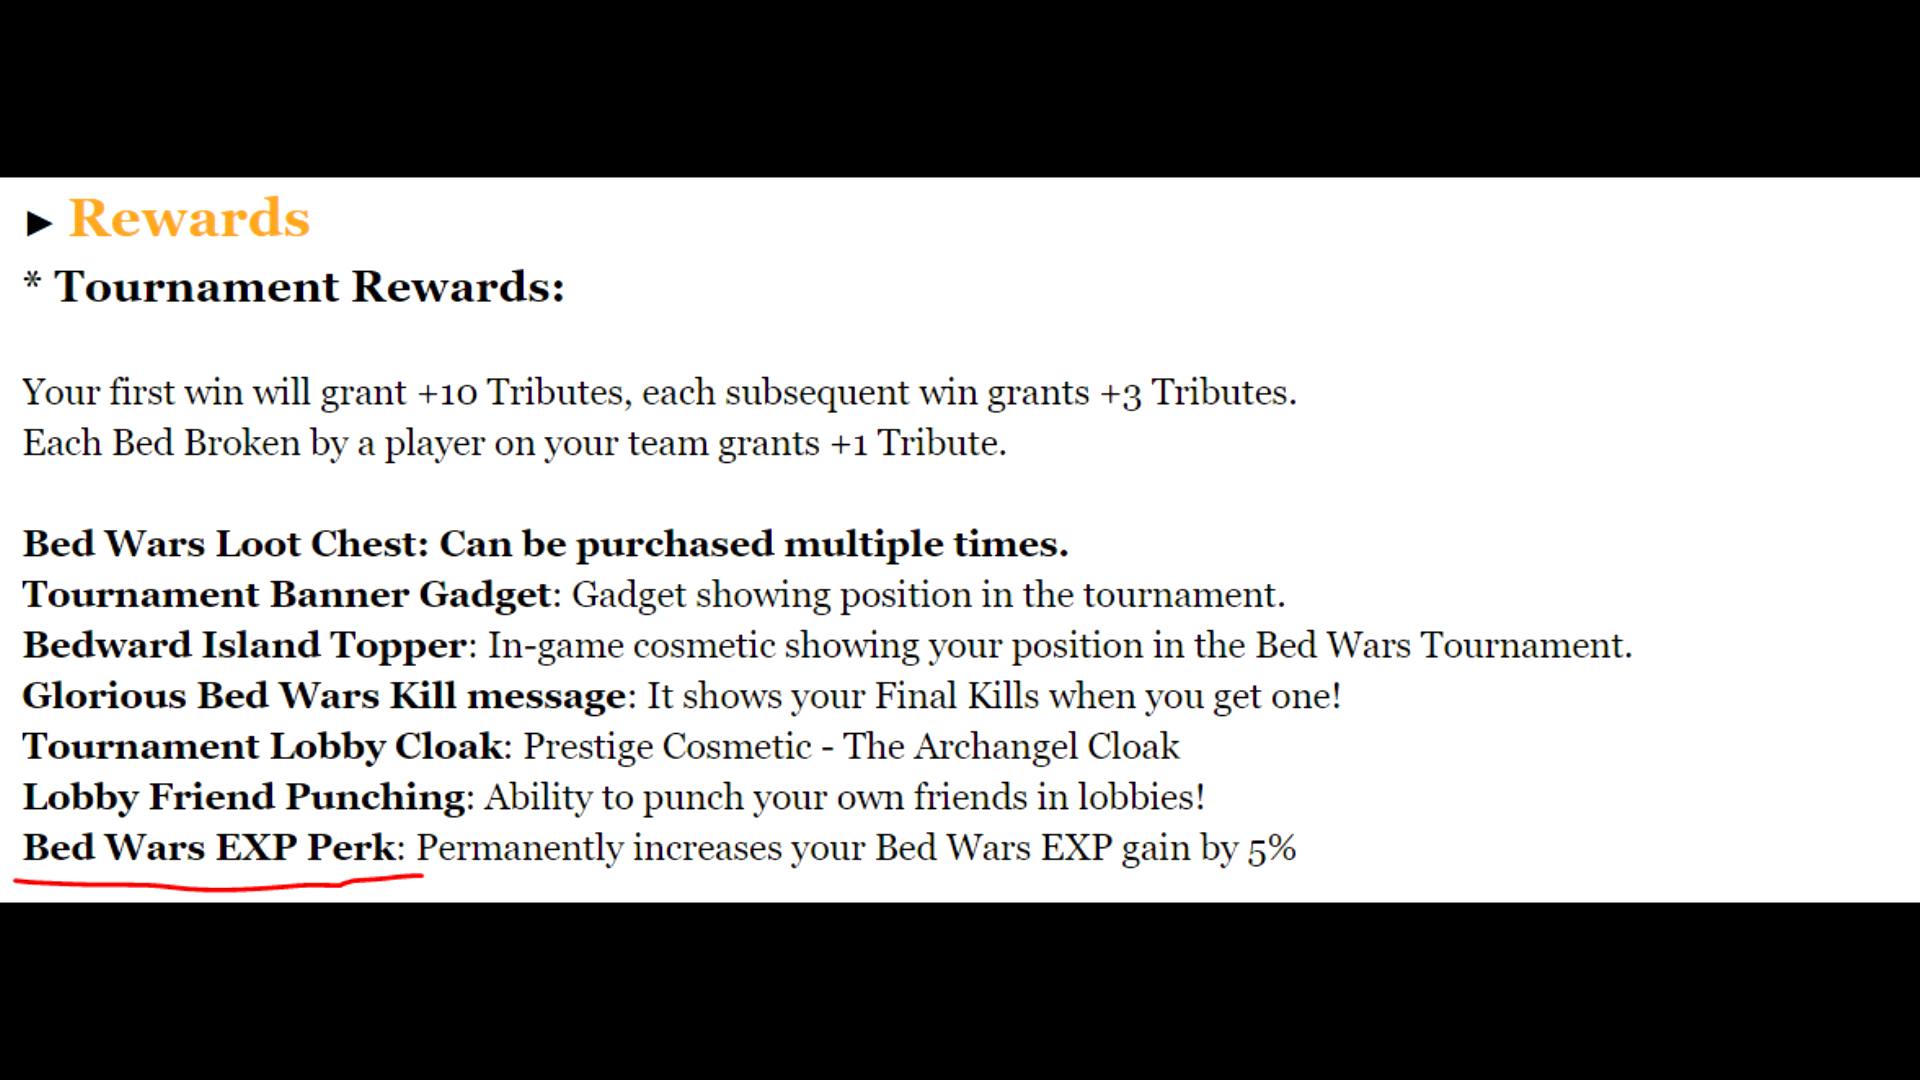 ► Rewards
* Tournament Rewards:
Your first win will grant +10 Tributes, each subsequent win grants +3 Tributes.
Each Bed Broken by a player on your team grants +1 Tribute.
Bed Wars Loot Chest: Can be purchased multiple times.
Tournament Banner Gadget: Gadget showing position in the tournament.
Bedward Island Topper: In-game cosmetic showing your position in the Bed Wars Tournament.
Glorious Bed Wars Kill message: It shows your Final Kills when you get one!
Tournament Lobby Cloak: Prestige Cosmetic - The Archangel Cloak
Lobby Friend Punching: Ability to punch your own friends in lobbies!
Bed Wars EXP Perk: Permanently increases your Bed Wars EXP gain by 5%